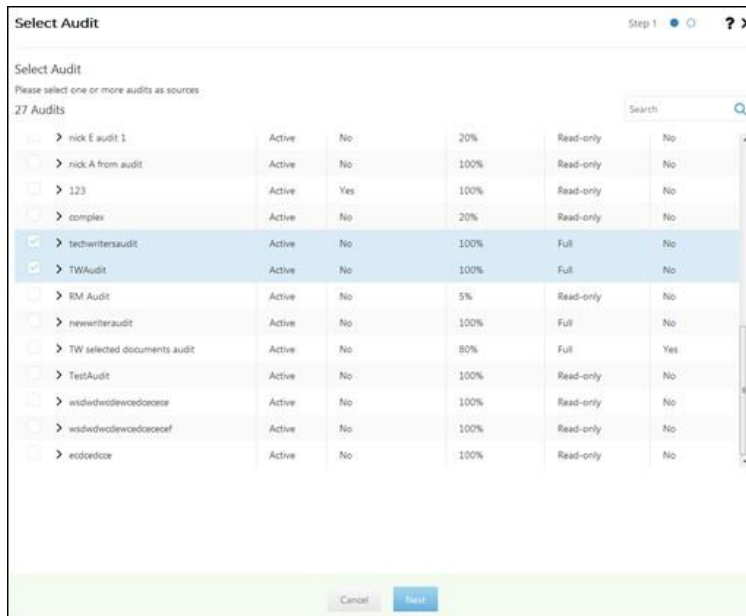 Select Audit Step 1 ?
Select Audit
Please select one or more audits as sources
27 Audits Search
nick E audit 1 Active No 20% Read-only No
nick A from audit Active No 100% Read-only No
123 Active Yes 100% Read-only No
complex Active No 20% Read-only No
techwritersaudit Active No 100% Full No
TWAudit Active No 100% Full No
RM Audit Active No 5% Read-only No
newwriteraudit Active No 100% Full No
TW selected documents audit Active No 80% Full Yes
TestAudit Active No 100% Read-only No
wsdwdwcdewcedcecece Active No 100% Read-only No
wsdwdwcdewcedcececef Active No 100% Read-only No
ecdcedcce Active No 100% Read-only No
Cancel Next